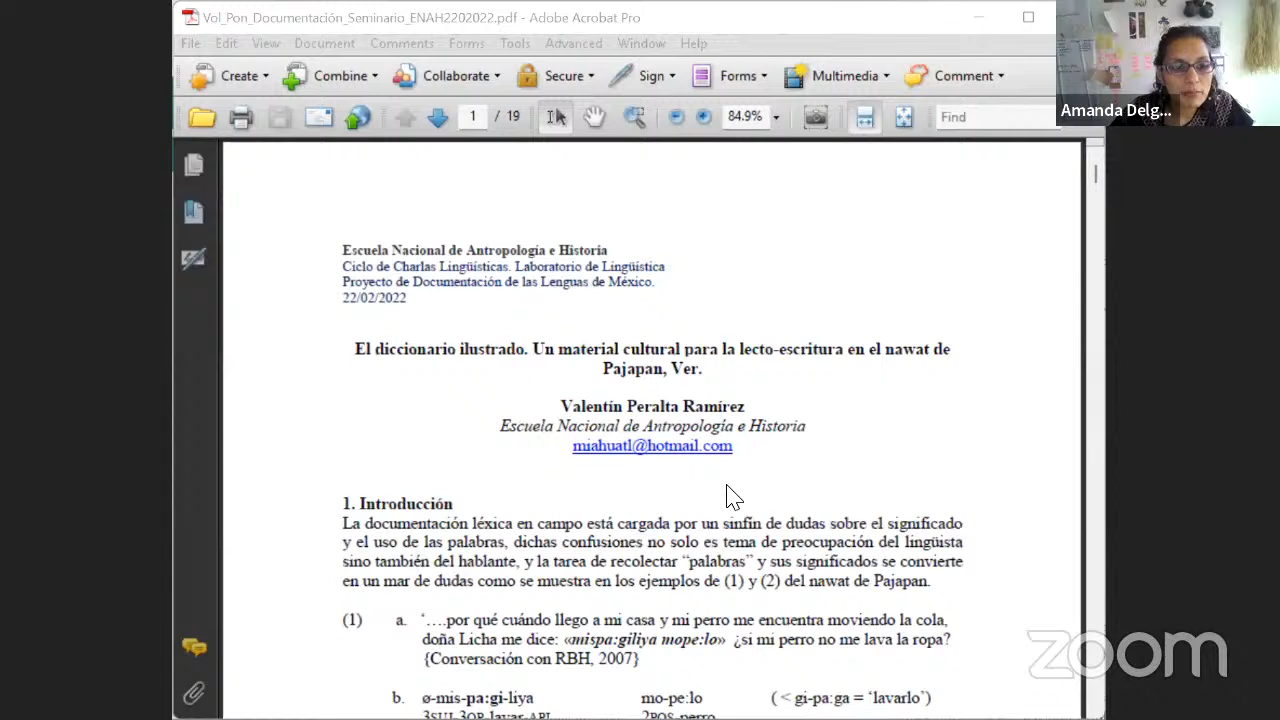 Vol_Pon_Documentación_Seminario_ENAH2202022.pdf - Adobe Acrobat Pro
File Edit View Document Comments Forms Tools Advanced Window Help
Create Combine Collaborate Secure Sign Forms Multimedia Comment
1 / 19 84.9% Find
Amanda Delg...
Escuela Nacional de Antropología e Historia
Ciclo de Charlas Lingüísticas. Laboratorio de Lingüística
Proyecto de Documentación de las Lenguas de México.
22/02/2022
El diccionario ilustrado. Un material cultural para la lecto-escritura en el nawat de
Pajapan, Ver.
Valentín Peralta Ramírez
Escuela Nacional de Antropología e Historia
miahuatl@hotmail.com
1. Introducción
La documentación léxica en campo está cargada por un sinfín de dudas sobre el significado
y el uso de las palabras, dichas confusiones no solo es tema de preocupación del lingüista
sino también del hablante, y la tarea de recolectar “palabras” y sus significados se convierte
en un mar de dudas como se muestra en los ejemplos de (1) y (2) del nawat de Pajapan.
(1) a. ‘….por qué cuándo llego a mi casa y mi perro me encuentra moviendo la cola,
doña Licha me dice: «mispa:giliya mope:lo» ¿si mi perro no me lava la ropa?
{Conversación con RBH, 2007}
b. ø-mis-pa:gi-liya mo-pe:lo ( < gi-pa:ga = ‘lavarlo’)
3SUJ-3OP-lavar-APL 2POS-perro
zoom